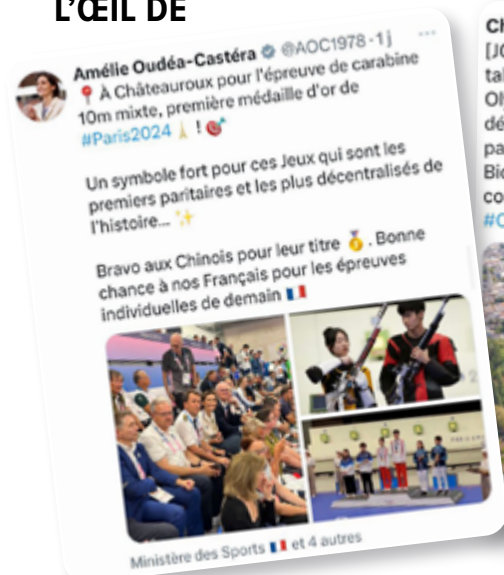 L'ŒIL DE
Amélie Oudéa-Castéra @AOC1978 · 1 j
📍 À Châteauroux pour l'épreuve de carabine
10m mixte, première médaille d'or de
#Paris2024 🗼 ! 🎯
Un symbole fort pour ces Jeux qui sont les
premiers paritaires et les plus décentralisés de
l'histoire... ✨
Bravo aux Chinois pour leur titre 🥇. Bonne
chance à nos Français pour les épreuves
individuelles de demain 🇫🇷
Ministère des Sports 🇫🇷 et 4 autres
Ch
[JO
ta
Ol
dé
pa
Bio
co
#C